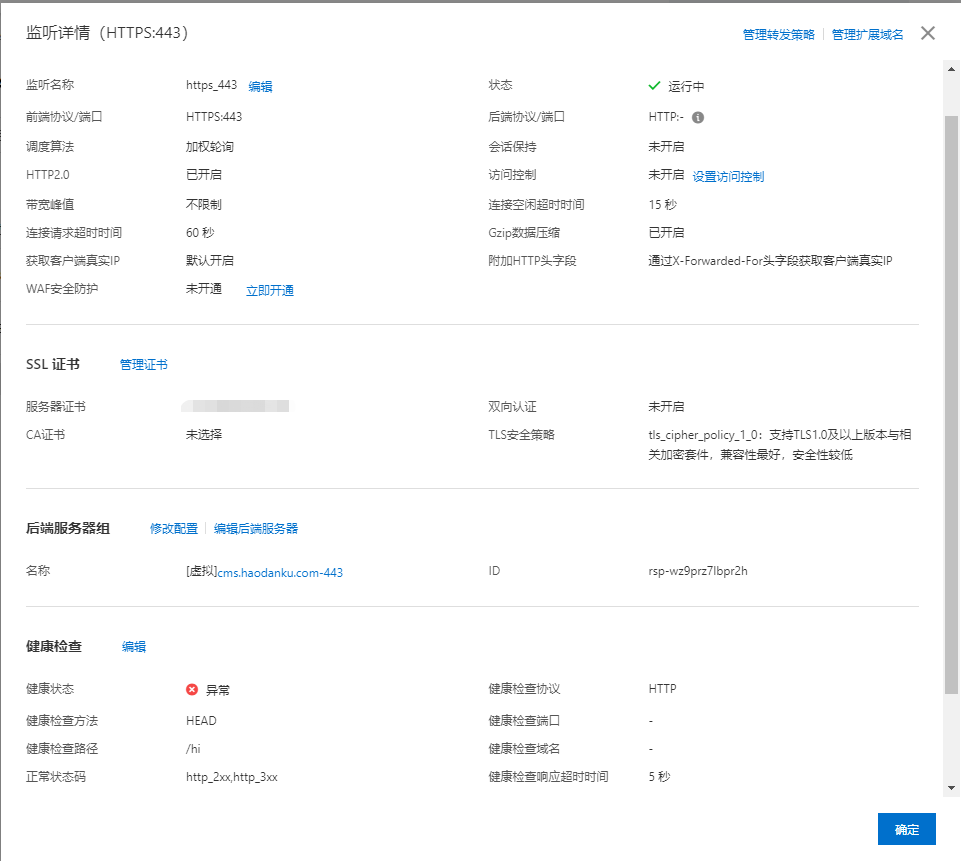 监听详情（HTTPS:443）
管理转发策略 管理扩展域名
监听名称 https_443 编辑 状态 运行中
前端协议/端口 HTTPS:443 后端协议/端口 HTTP:-
调度算法 加权轮询 会话保持 未开启
HTTP2.0 已开启 访问控制 未开启 设置访问控制
带宽峰值 不限制 连接空闲超时时间 15 秒
连接请求超时时间 60 秒 Gzip数据压缩 已开启
获取客户端真实IP 默认开启 附加HTTP头字段 通过X-Forwarded-For头字段获取客户端真实IP
WAF安全防护 未开通 立即开通
SSL 证书 管理证书
服务器证书 双向认证 未开启
CA证书 未选择 TLS安全策略 tls_cipher_policy_1_0：支持TLS1.0及以上版本与相
关加密套件，兼容性最好，安全性较低
后端服务器组 修改配置 编辑后端服务器
名称 [虚拟]cms.haodanku.com-443 ID rsp-wz9prz7lbpr2h
健康检查 编辑
健康状态 异常 健康检查协议 HTTP
健康检查方法 HEAD 健康检查端口 -
健康检查路径 /hi 健康检查域名 -
正常状态码 http_2xx,http_3xx 健康检查响应超时时间 5 秒
确定